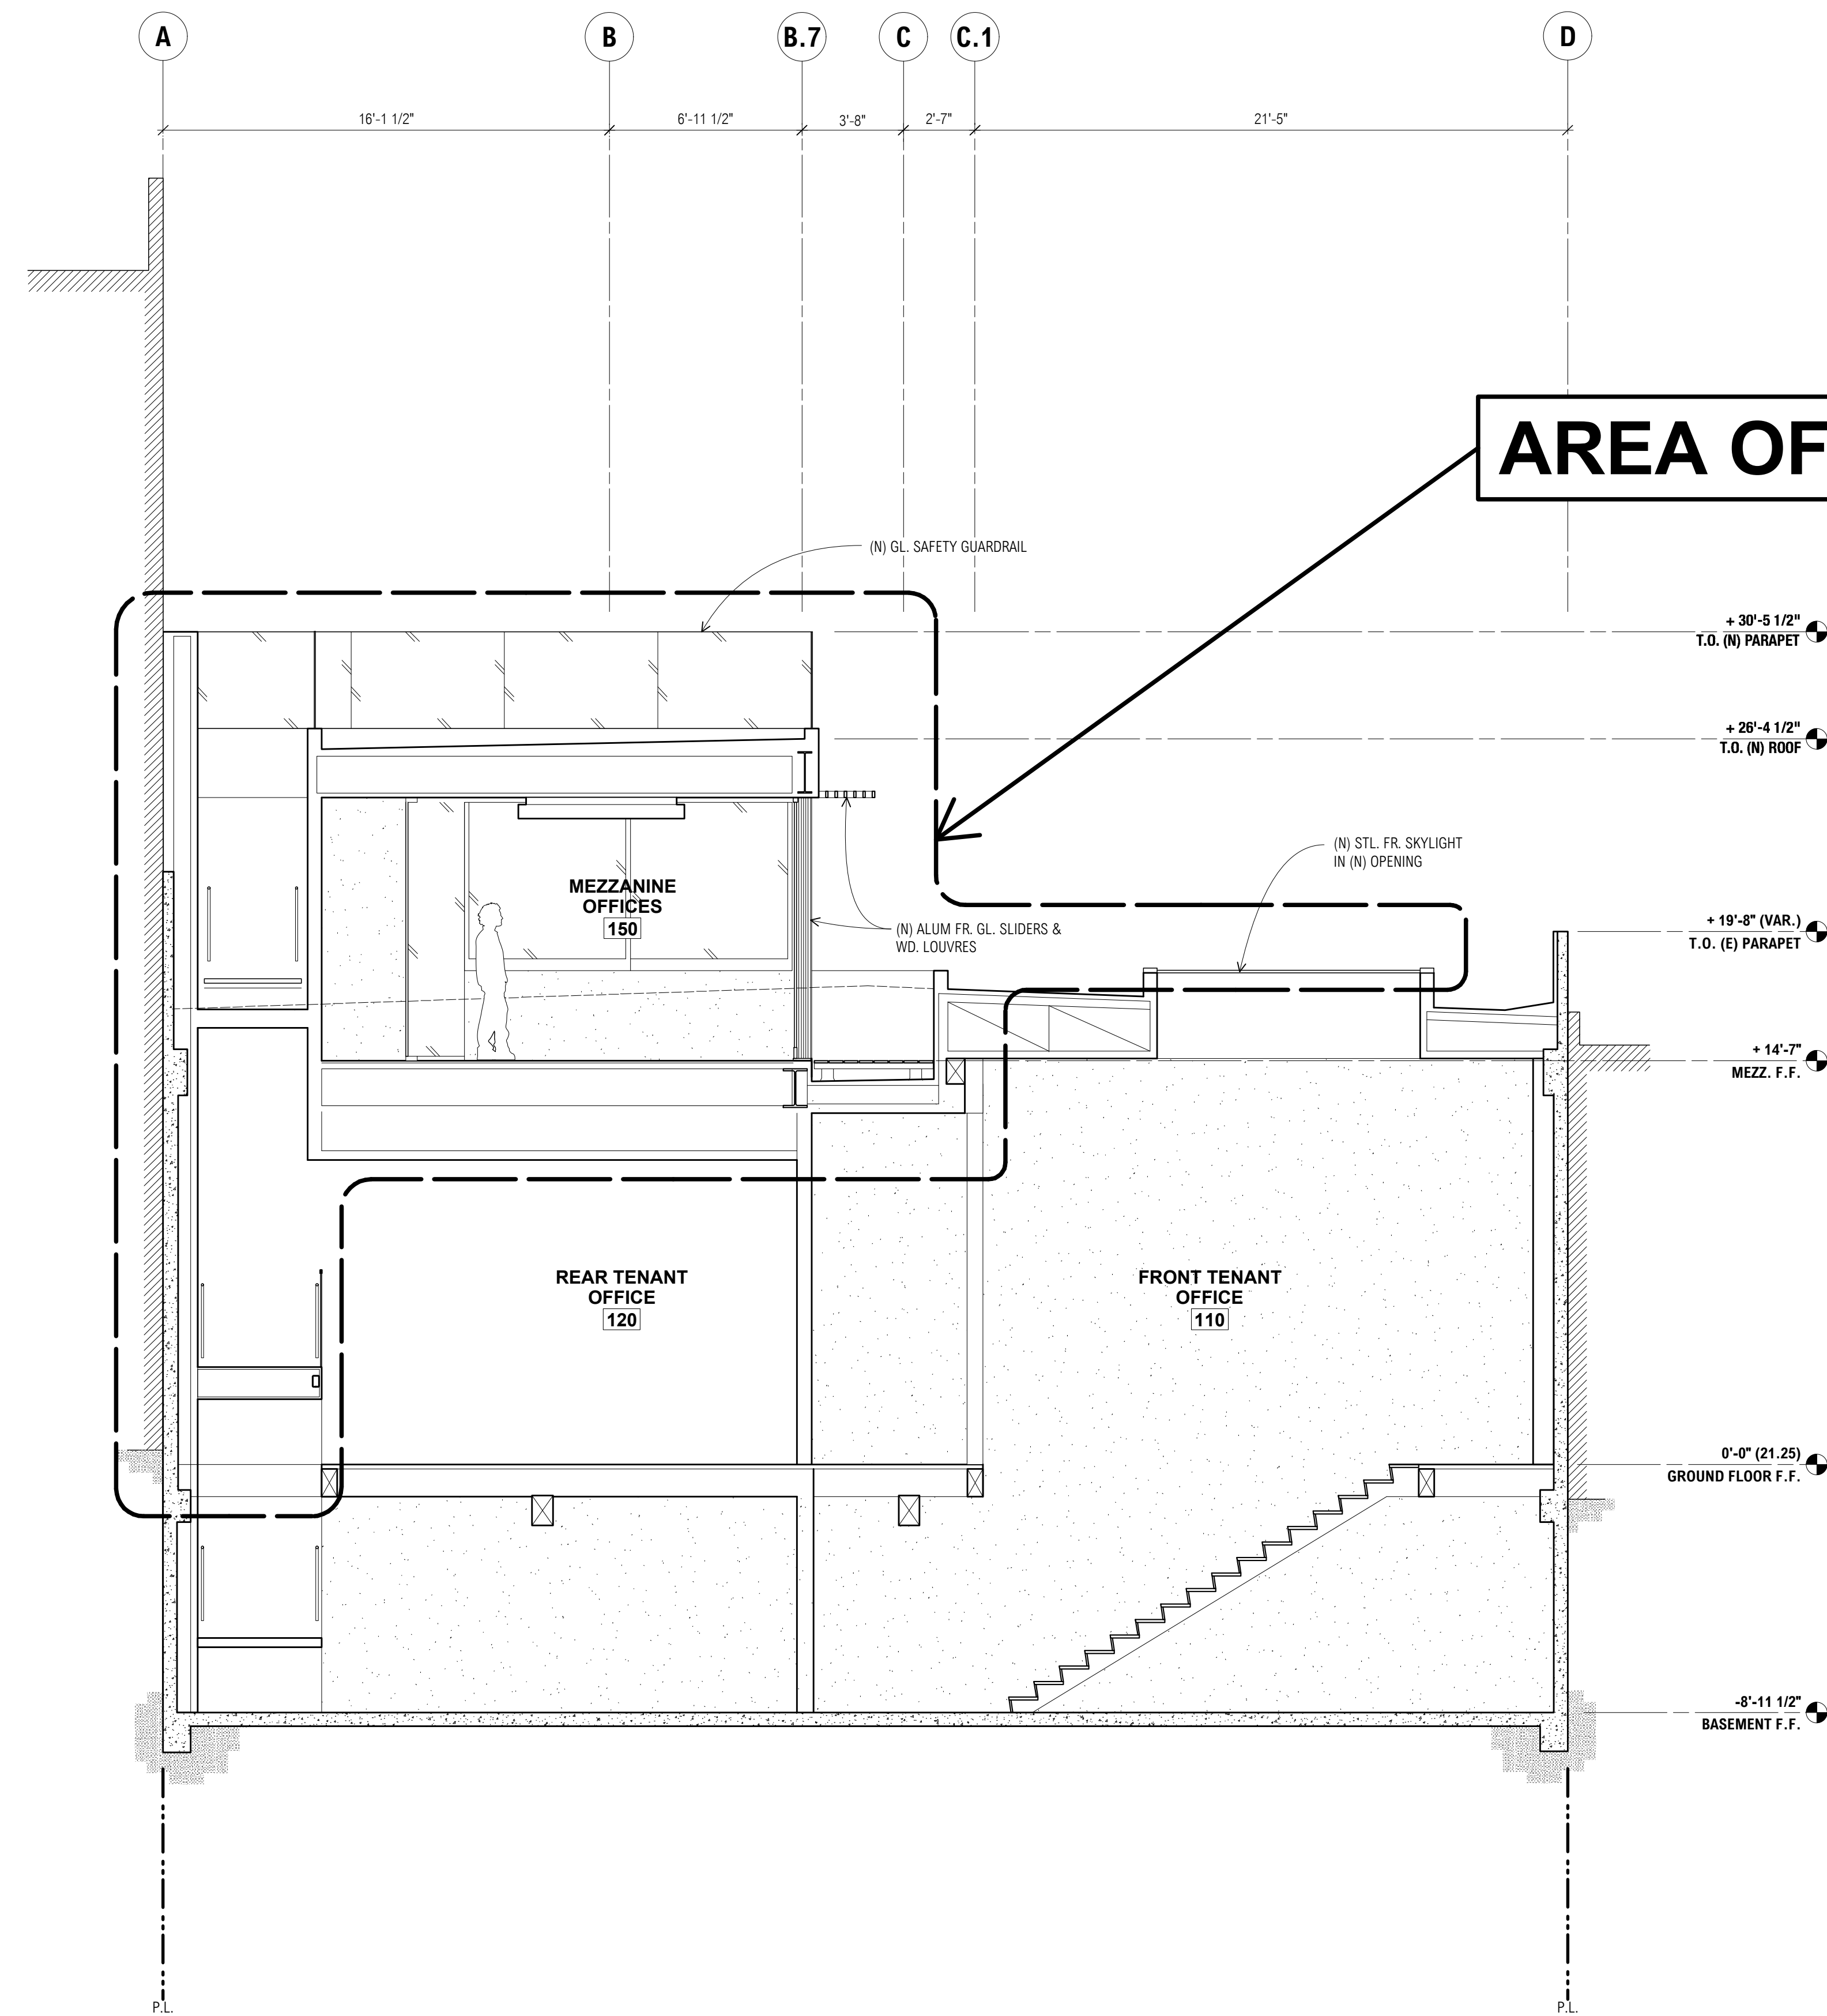 A
B
B.7
C
C.1
D
16'-1 1/2"
6'-11 1/2"
3'-8"
2'-7"
21'-5"
AREA OF
(N) GL. SAFETY GUARDRAIL
+ 30'-5 1/2"
T.O. (N) PARAPET
+ 26'-4 1/2"
T.O. (N) ROOF
(N) STL. FR. SKYLIGHT
IN (N) OPENING
MEZZANINE
OFFICES
150
(N) ALUM FR. GL. SLIDERS &
WD. LOUVRES
+ 19'-8" (VAR.)
T.O. (E) PARAPET
+ 14'-7"
MEZZ. F.F.
REAR TENANT
OFFICE
120
FRONT TENANT
OFFICE
110
0'-0" (21.25)
GROUND FLOOR F.F.
-8'-11 1/2"
BASEMENT F.F.
P.L.
P.L.